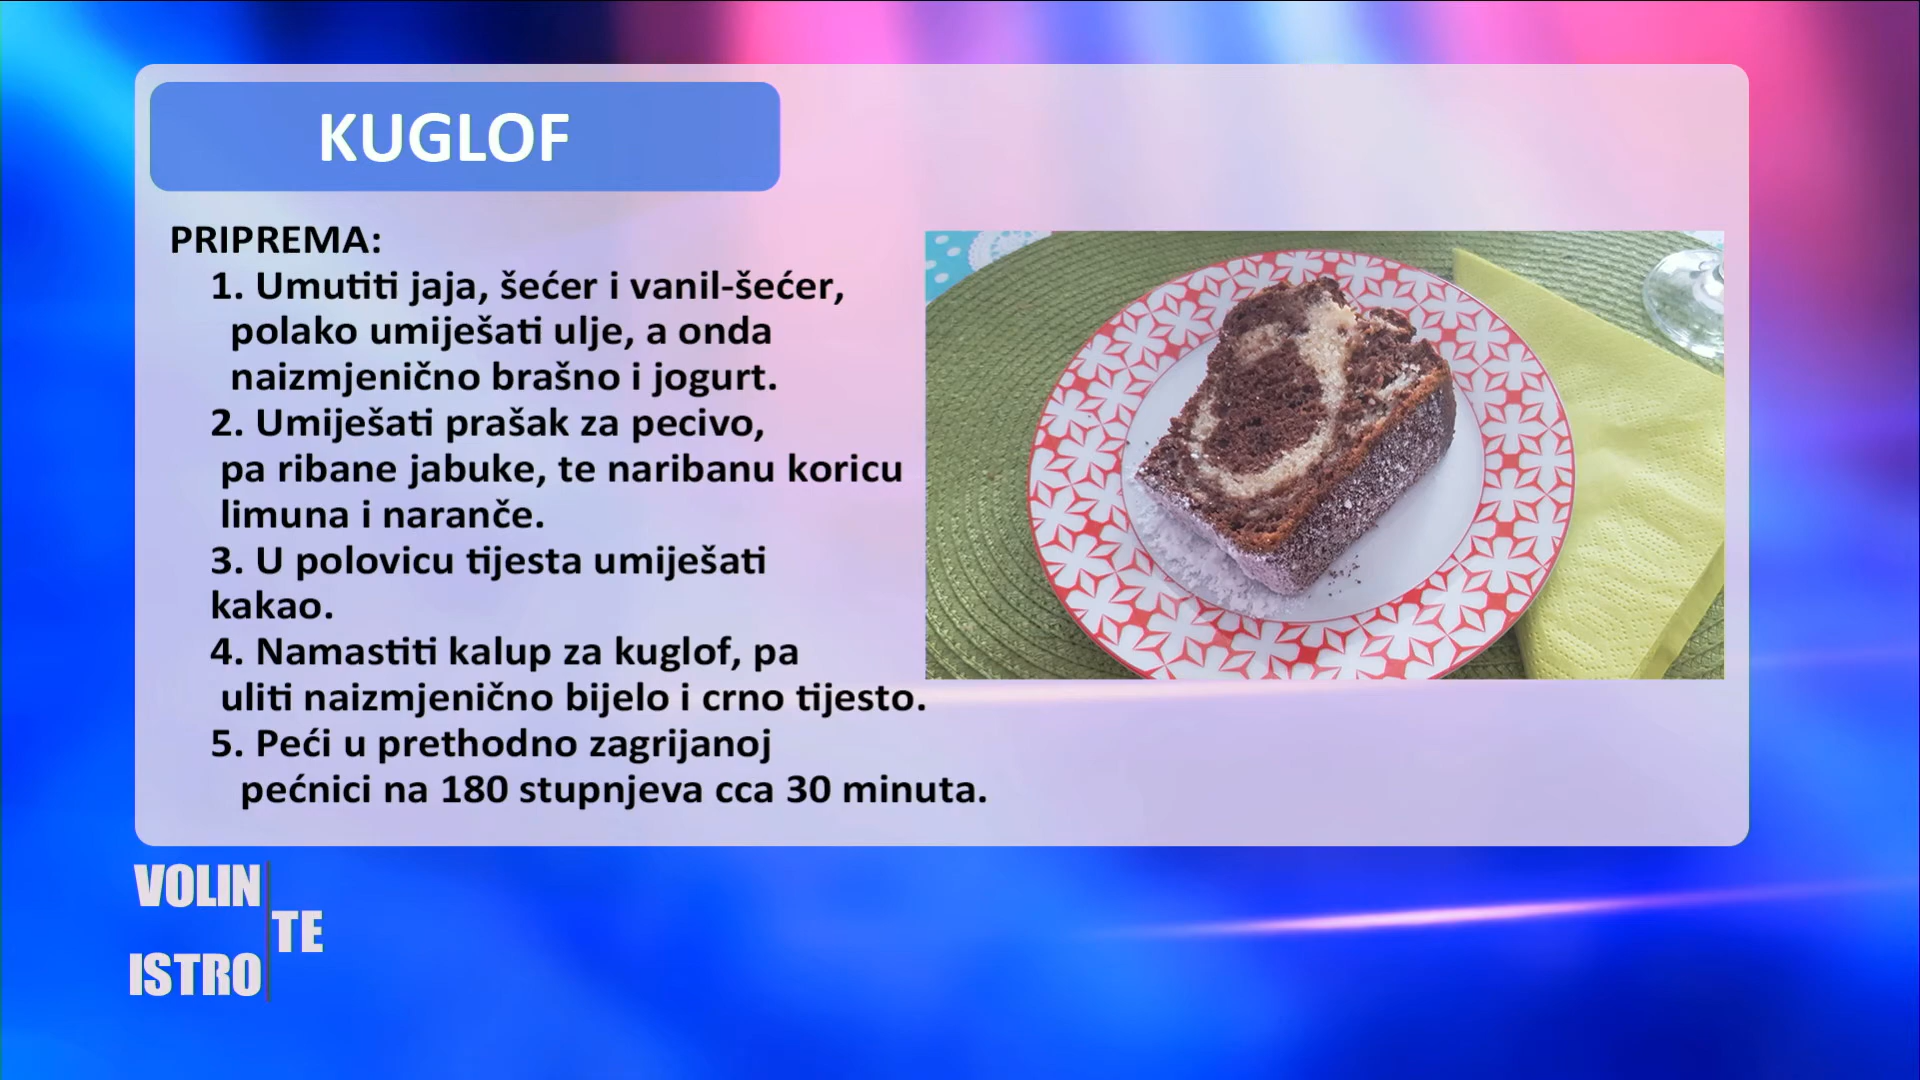 KUGLOF
PRIPREMA:
1. Umutiti jaja, šećer i vanil-šećer,
polako umiješati ulje, a onda
naizmjenično brašno i jogurt.
2. Umiješati prašak za pecivo,
pa ribane jabuke, te naribanu koricu
limuna i naranče.
3. U polovicu tijesta umiješati
kakao.
4. Namastiti kalup za kuglof, pa
uliti naizmjenično bijelo i crno tijesto.
5. Peći u prethodno zagrijanoj
pećnici na 180 stupnjeva cca 30 minuta.
VOLIN
TE
ISTRO